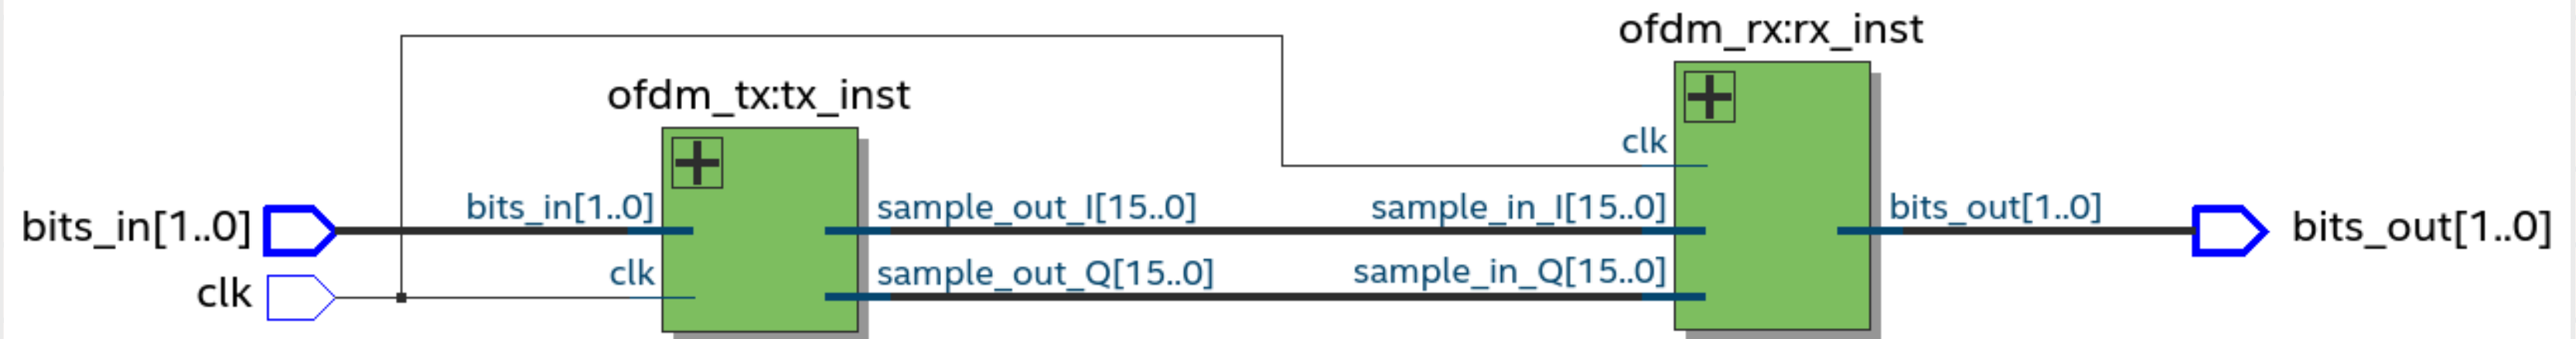 ofdm_rx:rx_inst
ofdm_tx:tx_inst
clk
bits_in[1..0] bits_in[1..0] sample_out_I[15..0] sample_in_I[15..0] bits_out[1..0] bits_out[1..0]
clk clk sample_out_Q[15..0] sample_in_Q[15..0]